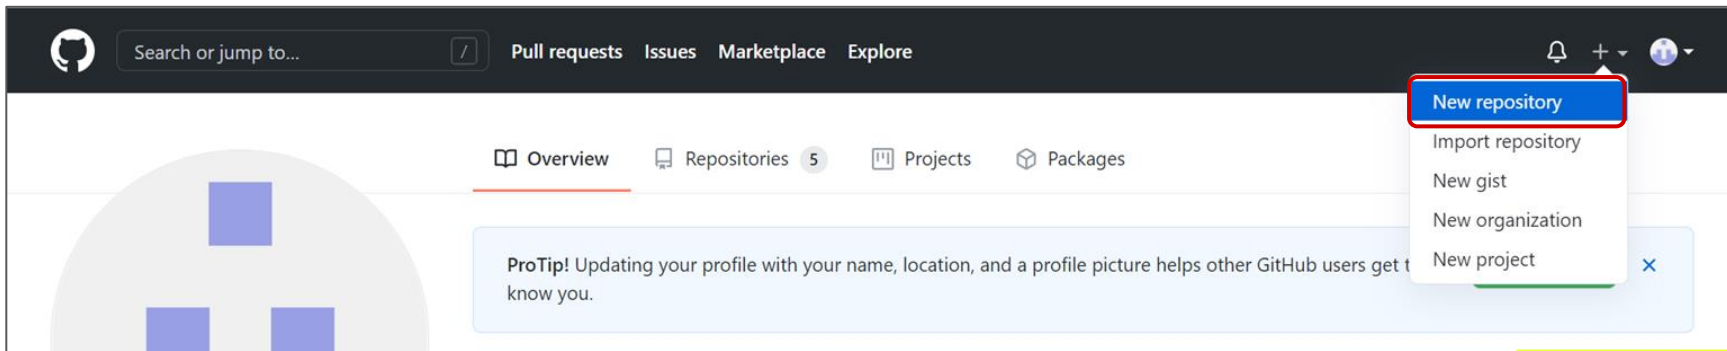 Search or jump to... /
Pull requests Issues Marketplace Explore
New repository
Import repository
New gist
New organization
New project
Overview Repositories 5 Projects Packages
ProTip! Updating your profile with your name, location, and a profile picture helps other GitHub users get
know you.